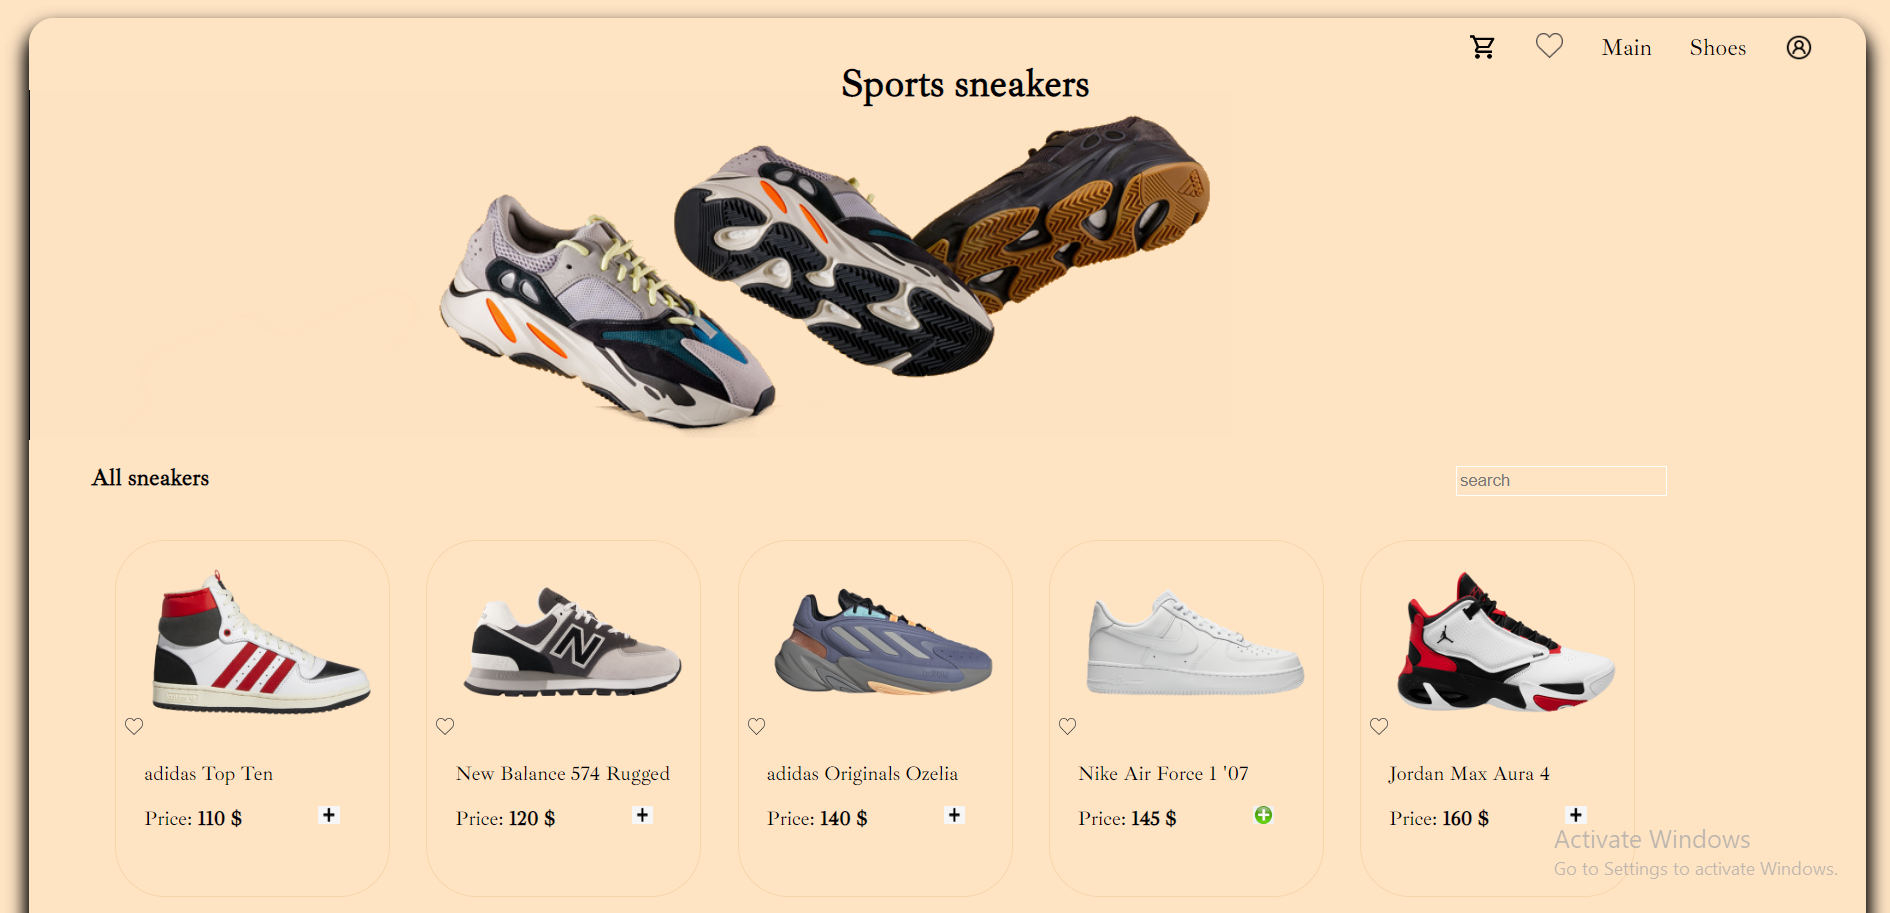 Main Shoes
Sports sneakers
All sneakers
search
N
adidas Top Ten
New Balance 574 Rugged
adidas Originals Ozelia
Nike Air Force 1 '07
Jordan Max Aura 4
Price: 110 $
Price: 120 $
Price: 140 $
Price: 145 $
Price: 160 $
Activate Windows
Go to Settings to activate Windows.